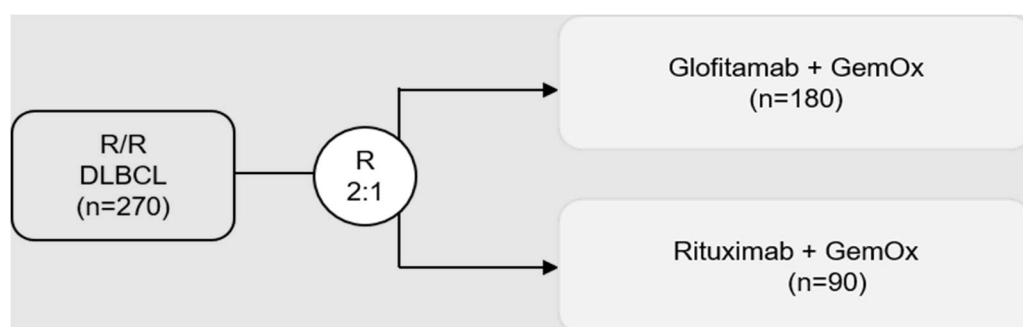 R/R
DLBCL
(n=270)
R
2:1
Glofitamab + GemOx
(n=180)
Rituximab + GemOx
(n=90)